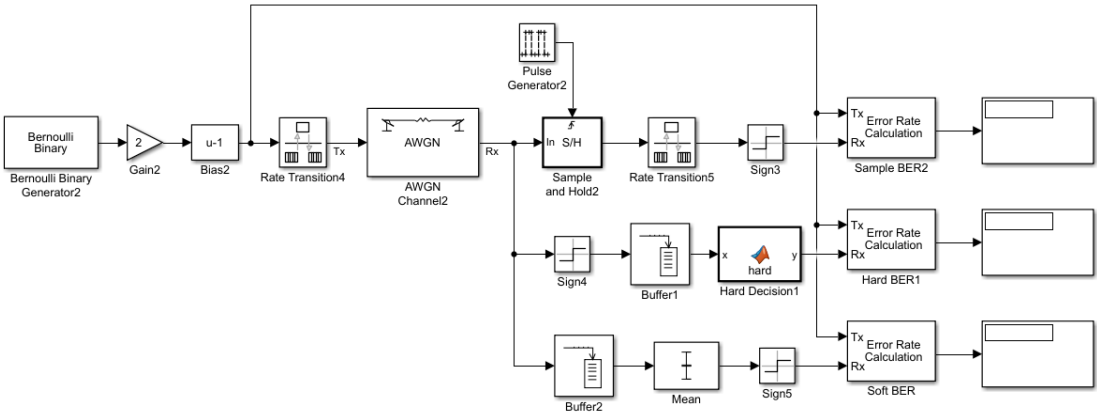 Pulse
Generator2
Bernoulli
Binary
Bernoulli Binary
Generator2
2
Gain2
u-1
Bias2
Rate Transition4
Tx
AWGN
AWGN
Channel2
Rx
In
S/H
Sample
and Hold2
Rate Transition5
Sign3
Tx
Rx
Error Rate
Calculation
Sample BER2
Sign4
Buffer1
x
hard
y
Hard Decision1
Tx
Rx
Error Rate
Calculation
Hard BER1
Buffer2
Mean
Sign5
Tx
Rx
Error Rate
Calculation
Soft BER